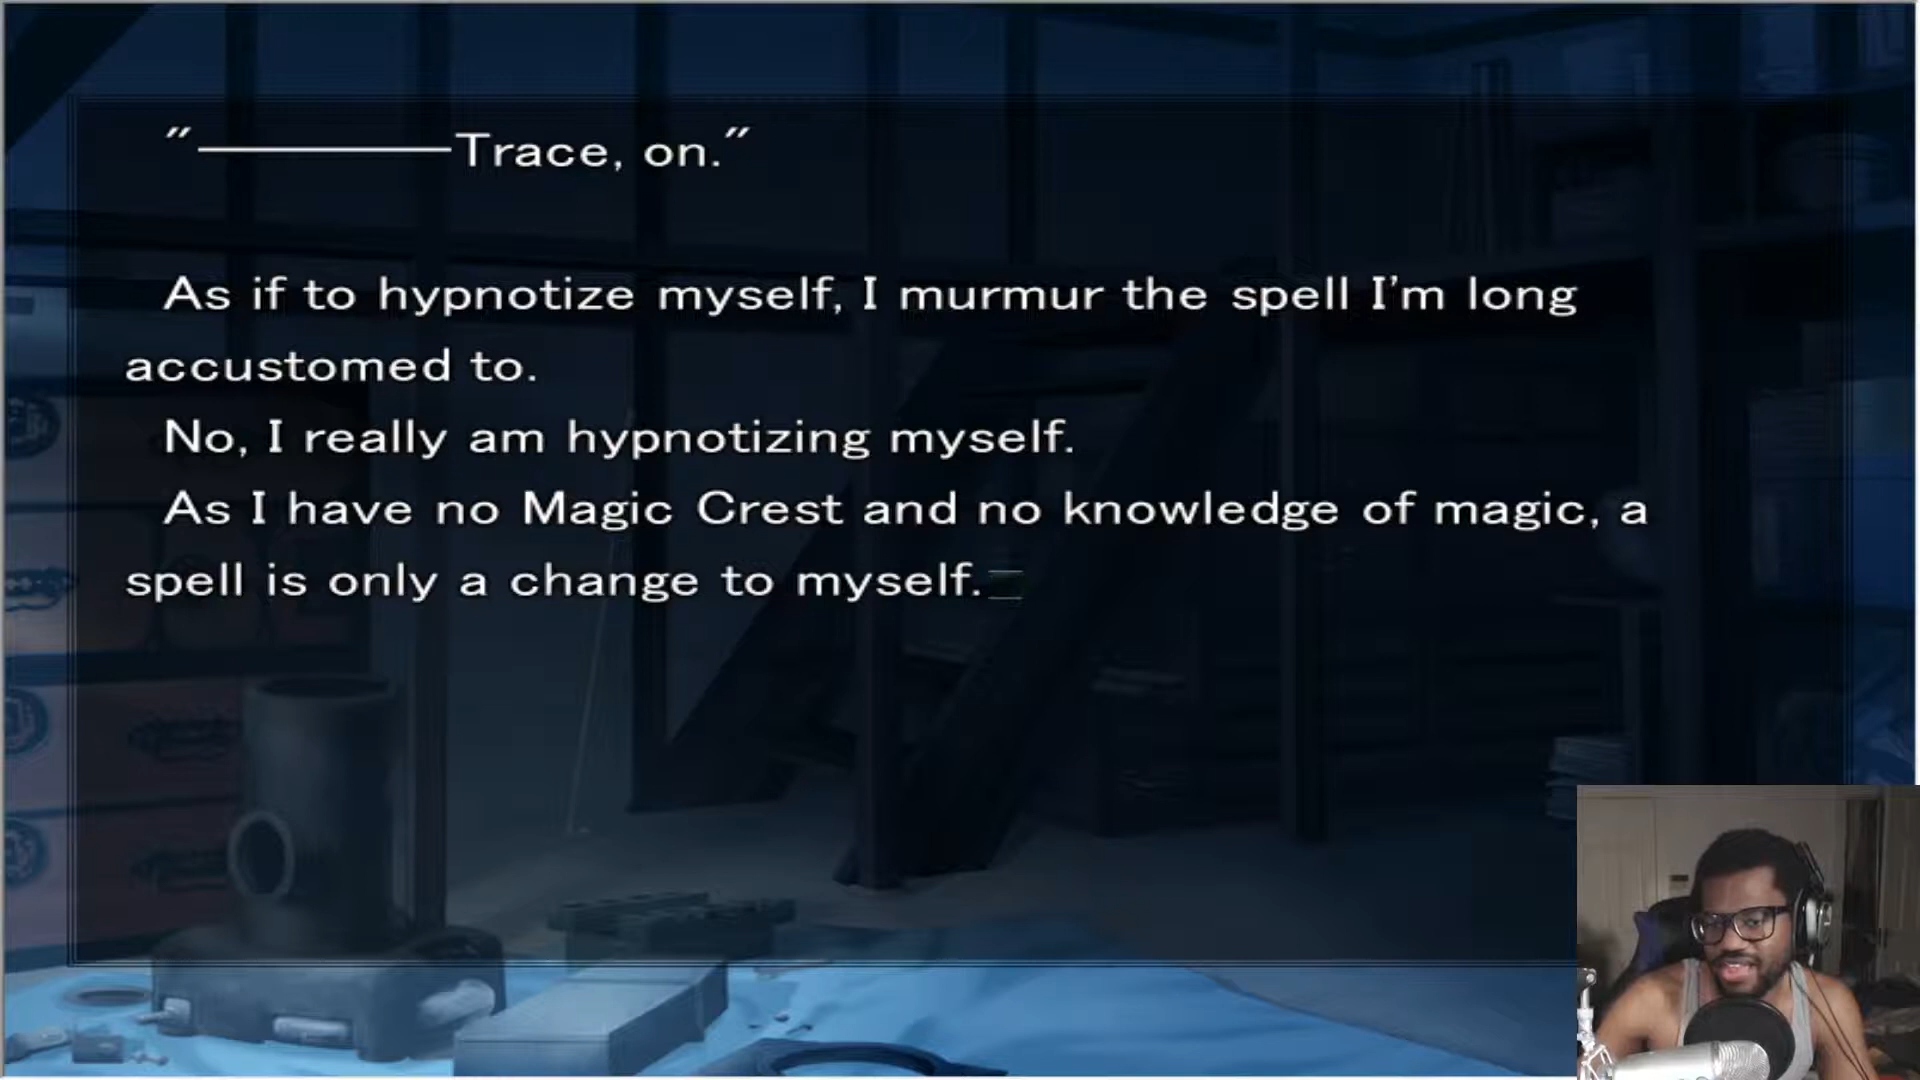 "―――――Trace, on."
As if to hypnotize myself, I murmur the spell I'm long
accustomed to.
No, I really am hypnotizing myself.
As I have no Magic Crest and no knowledge of magic, a
spell is only a change to myself.